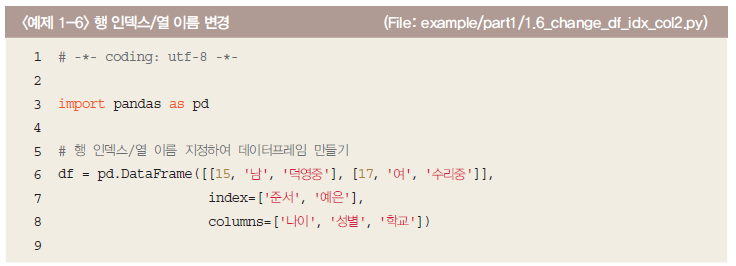 〈예제 1-6〉 행 인덱스/열 이름 변경 (File: example/part1/1.6_change_df_idx_col2.py)
1 # -*- coding: utf-8 -*-
2
3 import pandas as pd
4
5 # 행 인덱스/열 이름 지정하여 데이터프레임 만들기
6 df = pd.DataFrame([[15, '남', '덕영중'], [17, '여', '수리중']],
7 index=['준서', '예은'],
8 columns=['나이', '성별', '학교'])
9